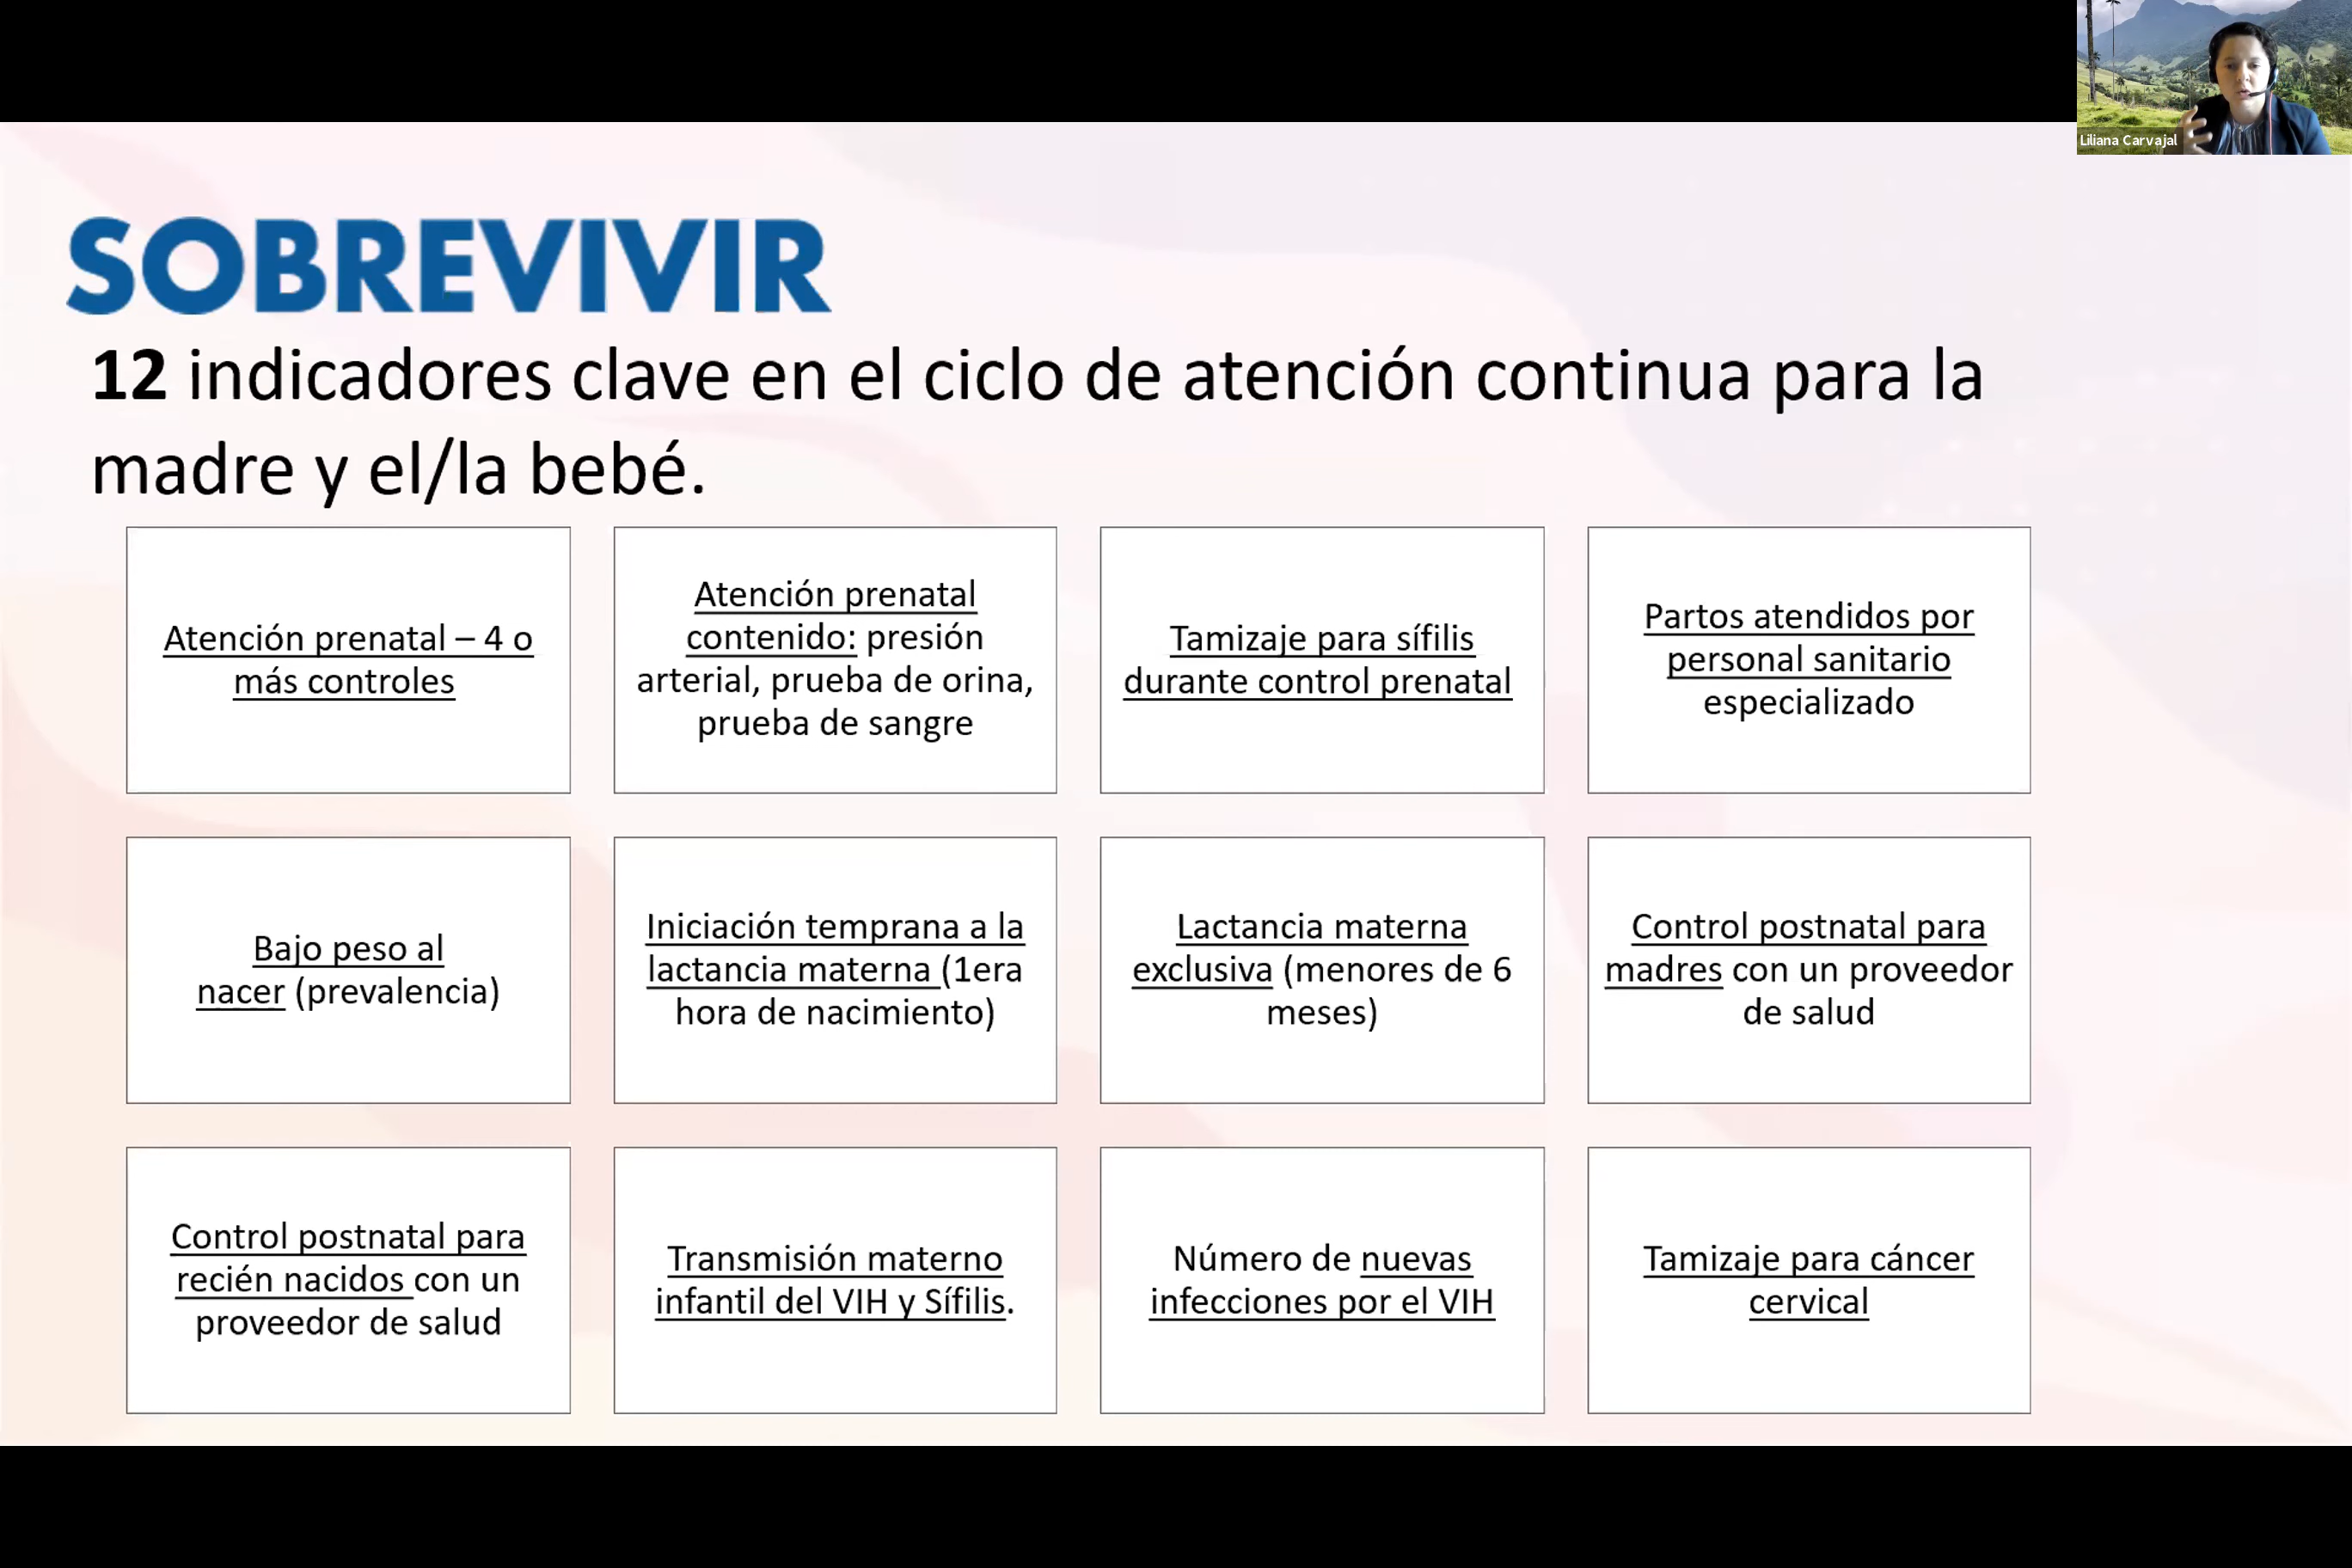 Liliana Carvajal
SOBREVIVIR
12 indicadores clave en el ciclo de atención continua para la
madre y el/la bebé.
Atención prenatal – 4 o
más controles
Atención prenatal
contenido: presión
arterial, prueba de orina,
prueba de sangre
Tamizaje para sífilis
durante control prenatal
Partos atendidos por
personal sanitario
especializado
Bajo peso al
nacer (prevalencia)
Iniciación temprana a la
lactancia materna (1era
hora de nacimiento)
Lactancia materna
exclusiva (menores de 6
meses)
Control postnatal para
madres con un proveedor
de salud
Control postnatal para
recién nacidos con un
proveedor de salud
Transmisión materno
infantil del VIH y Sífilis.
Número de nuevas
infecciones por el VIH
Tamizaje para cáncer
cervical